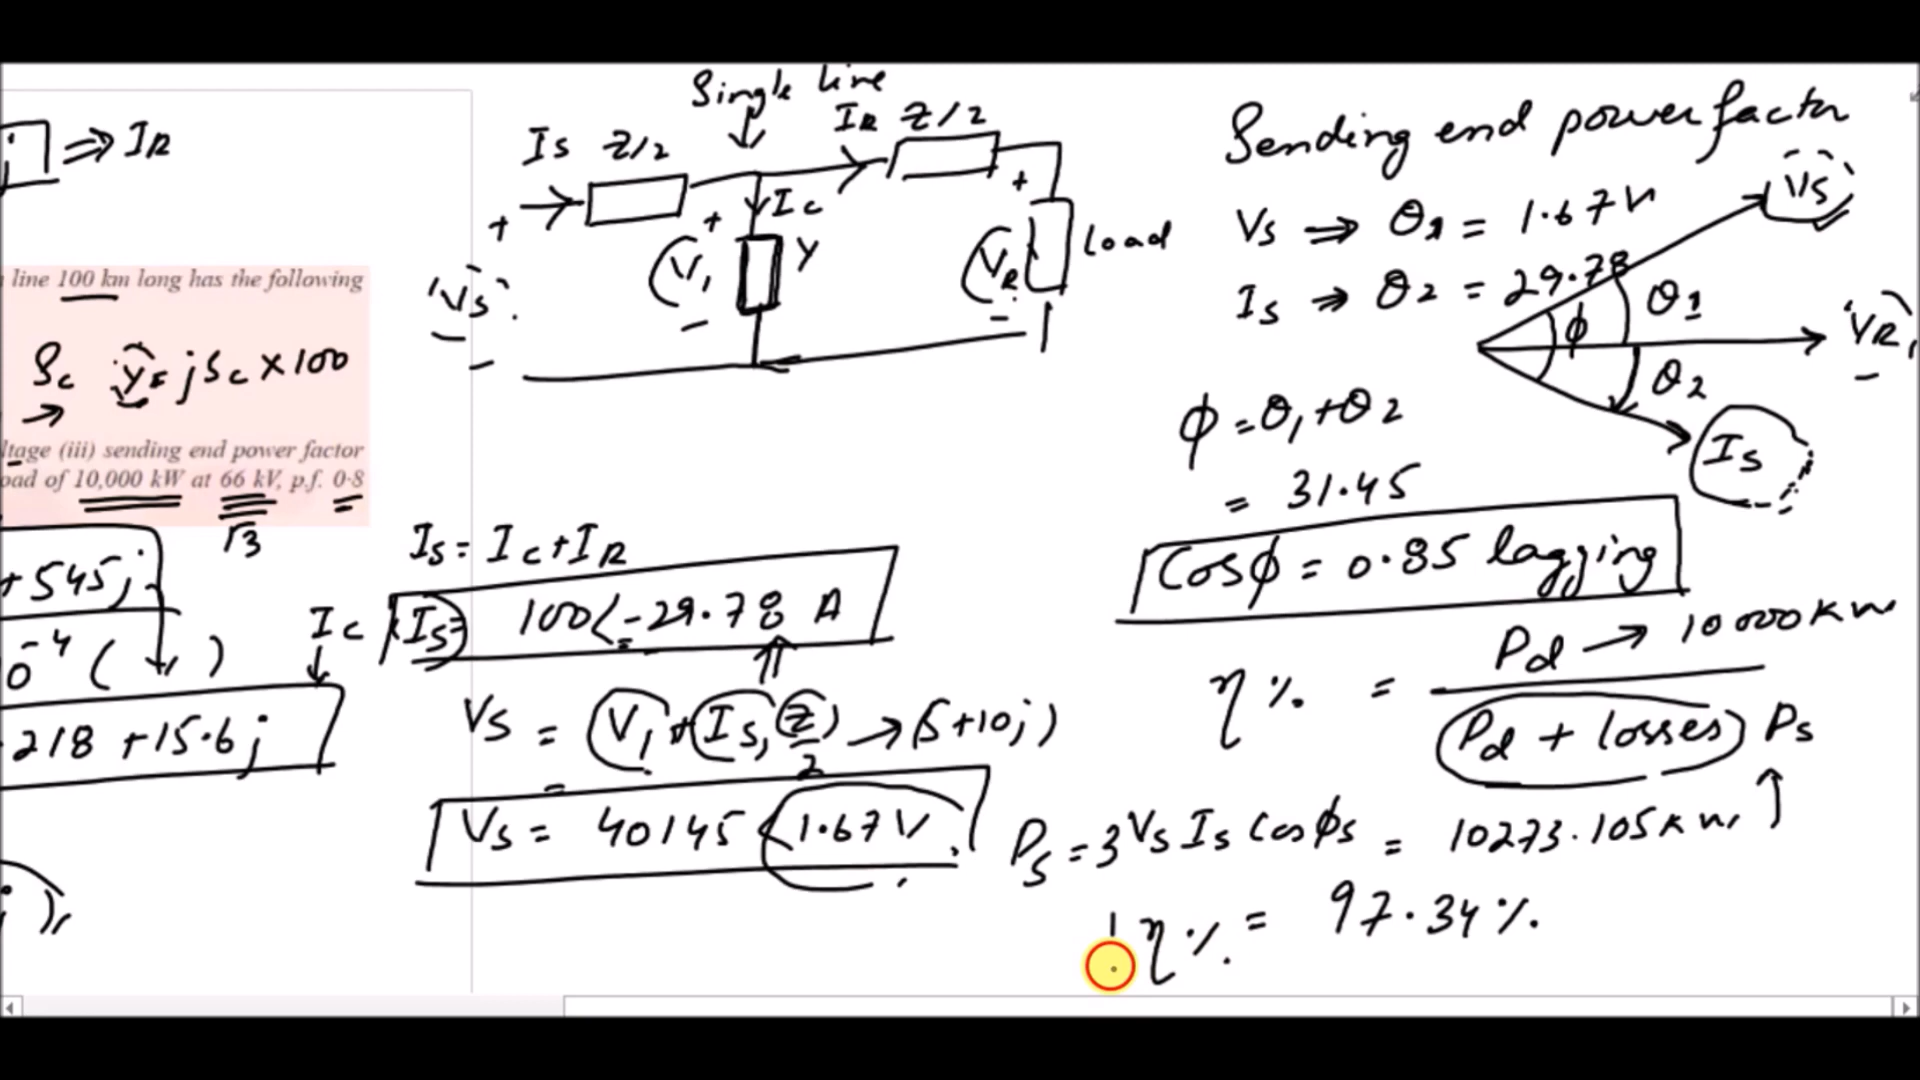 ⇒ IR
line 100 km long has the following
Sc → y = jSc × 100
ltage (iii) sending end power factor
oad of 10,000 kW at 66 kV, p.f. 0·8
√3
+ 545j
0⁻⁴ ( )
Ic ↓
218 + 15.6j
Single line
Is Z/2
IR Z/2
+ + Ic +
V1 Y
VR load
Vs
- - -
Is = Ic + IR
Is = 100∠-29.78 A
Vs = V1 + Is, Z/2 → (5+10j)
=
Vs = 40145∠1.67V
Sending end power factor
Vs ⇒ θ1 = 1.67V
Is ⇒ θ2 = 29.78
Vs
θ1
ϕ
VR,
θ2
Is
ϕ = θ1 + θ2
= 31.45
Cosϕ = 0.85 lagging
η% = Pd → 10000kw
(Pd + losses) Ps
Ps = 3 Vs Is Cosϕs = 10273.105kw,
η% = 97.34%.